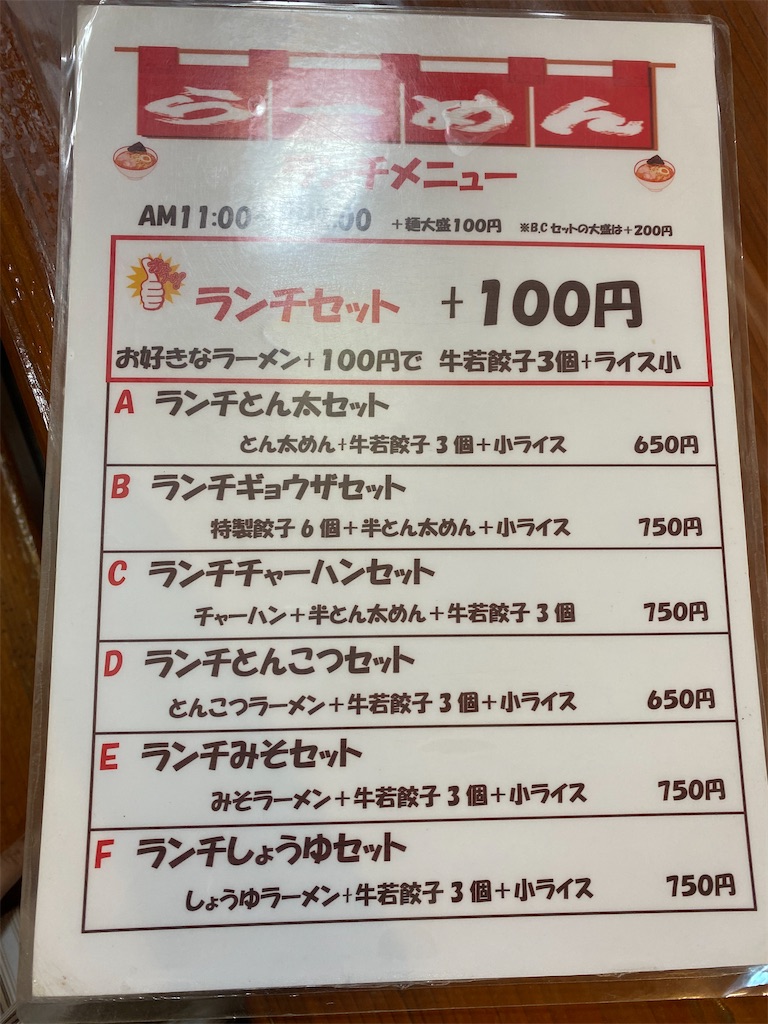 らーめん
ランチメニュー
AM11:00 :00 +麺大盛100円 ※B,Cセットの大盛は+200円
ランチセット +100円
お好きなラーメン+100円で 牛若餃子3個+ライス小
A ランチとん太セット
とん太めん+牛若餃子3個+小ライス 650円
B ランチギョウザセット
特製餃子6個+半とん太めん+小ライス 750円
C ランチチャーハンセット
チャーハン+半とん太めん+牛若餃子3個 750円
D ランチとんこつセット
とんこつラーメン+牛若餃子3個+小ライス 650円
E ランチみそセット
みそラーメン+牛若餃子3個+小ライス 750円
F ランチしょうゆセット
しょうゆラーメン+牛若餃子3個+小ライス 750円